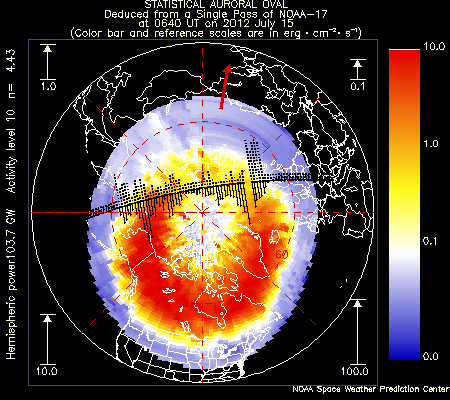 STATISTICAL AURORAL OVAL
Deduced from a Single Pass of NOAA-17
at 0640 UT on 2012 July 15
(Color bar and reference scales are in erg · cm⁻² · s⁻¹)
Hemispheric power103.7 GW Activity level 10 n= 4.43
1.0
0.1
10.0
100.0
60
10.0
1.0
0.1
0.0
NOAA Space Weather Prediction Center